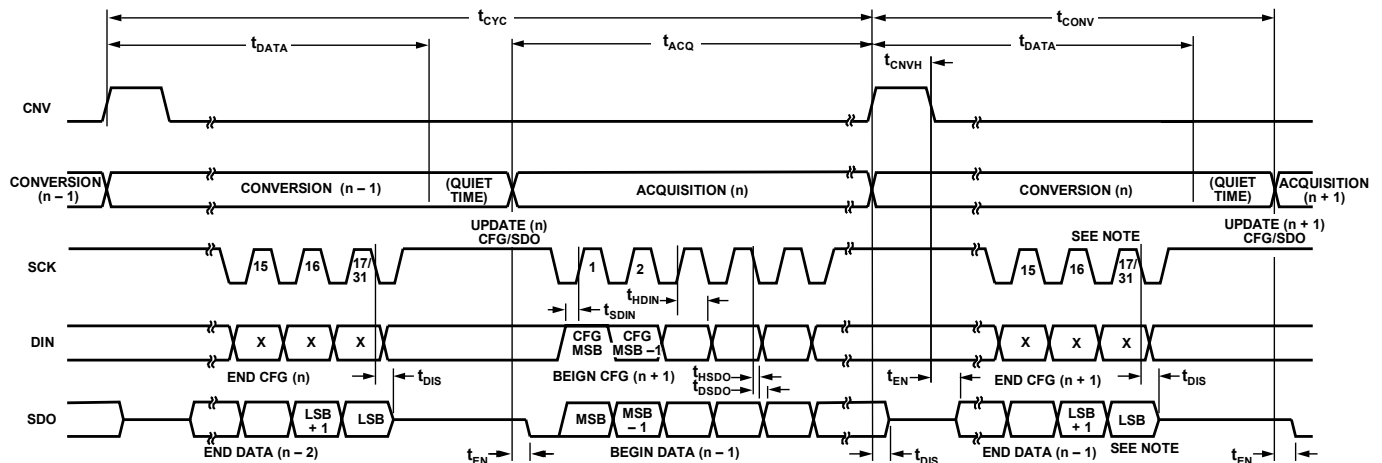 tCYC
tCONV
tDATA
tACQ
tDATA
tCNVH
CNV
CONVERSION
(n – 1)
CONVERSION (n – 1)
(QUIET
TIME)
ACQUISITION (n)
CONVERSION (n)
(QUIET
TIME)
ACQUISITION
(n + 1)
UPDATE (n)
CFG/SDO
SEE NOTE
UPDATE (n + 1)
CFG/SDO
SCK
15
16
17/
31
1
2
15
16
17/
31
tHDIN
tSDIN
DIN
X
X
X
CFG
MSB
CFG
MSB –1
X
X
X
END CFG (n)
tDIS
BEIGN CFG (n + 1)
tHSDO
tDSDO
tEN
END CFG (n + 1)
tDIS
SDO
LSB
+ 1
LSB
MSB
MSB
– 1
LSB
+ 1
LSB
END DATA (n – 2)
tEN
BEGIN DATA (n – 1)
tDIS
END DATA (n – 1)
SEE NOTE
tEN